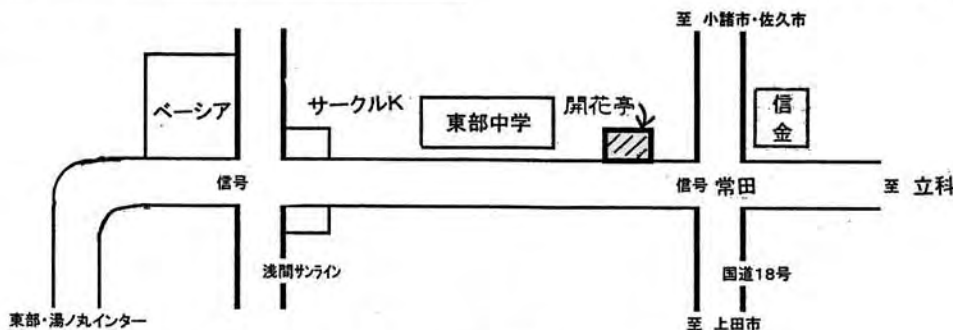 至 小諸市・佐久市
ベーシア
サークルK
東部中学
開花亭
信
金
信号
信号 常田
至 立科
浅間サンライン
国道18号
東部・湯ノ丸インター
至 上田市